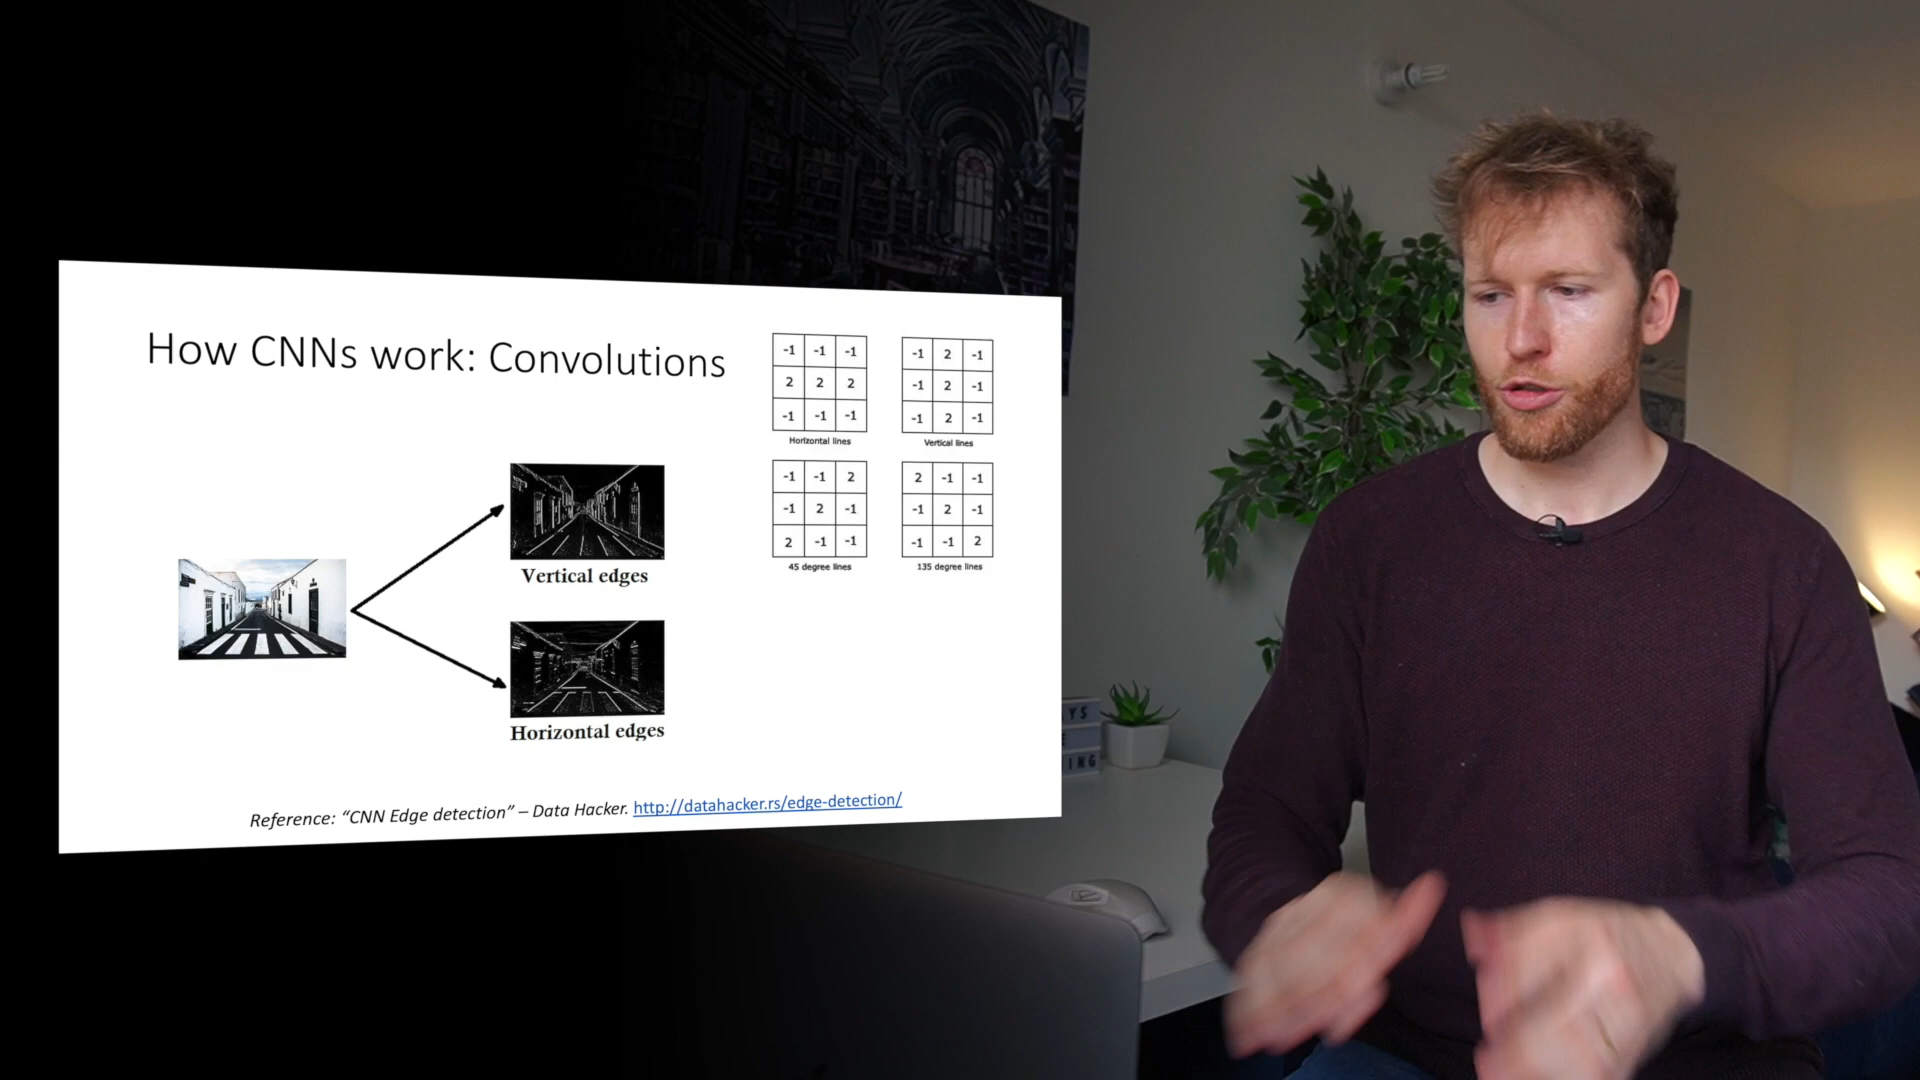 How CNNs work: Convolutions
-1 -1 -1
2 2 2
-1 -1 -1
Horizontal lines
-1 2 -1
-1 2 -1
-1 2 -1
Vertical lines
-1 -1 2
-1 2 -1
2 -1 -1
45 degree lines
2 -1 -1
-1 2 -1
-1 -1 2
135 degree lines
Vertical edges
Horizontal edges
Reference: “CNN Edge detection” – Data Hacker. http://datahacker.rs/edge-detection/
YS
E
ING